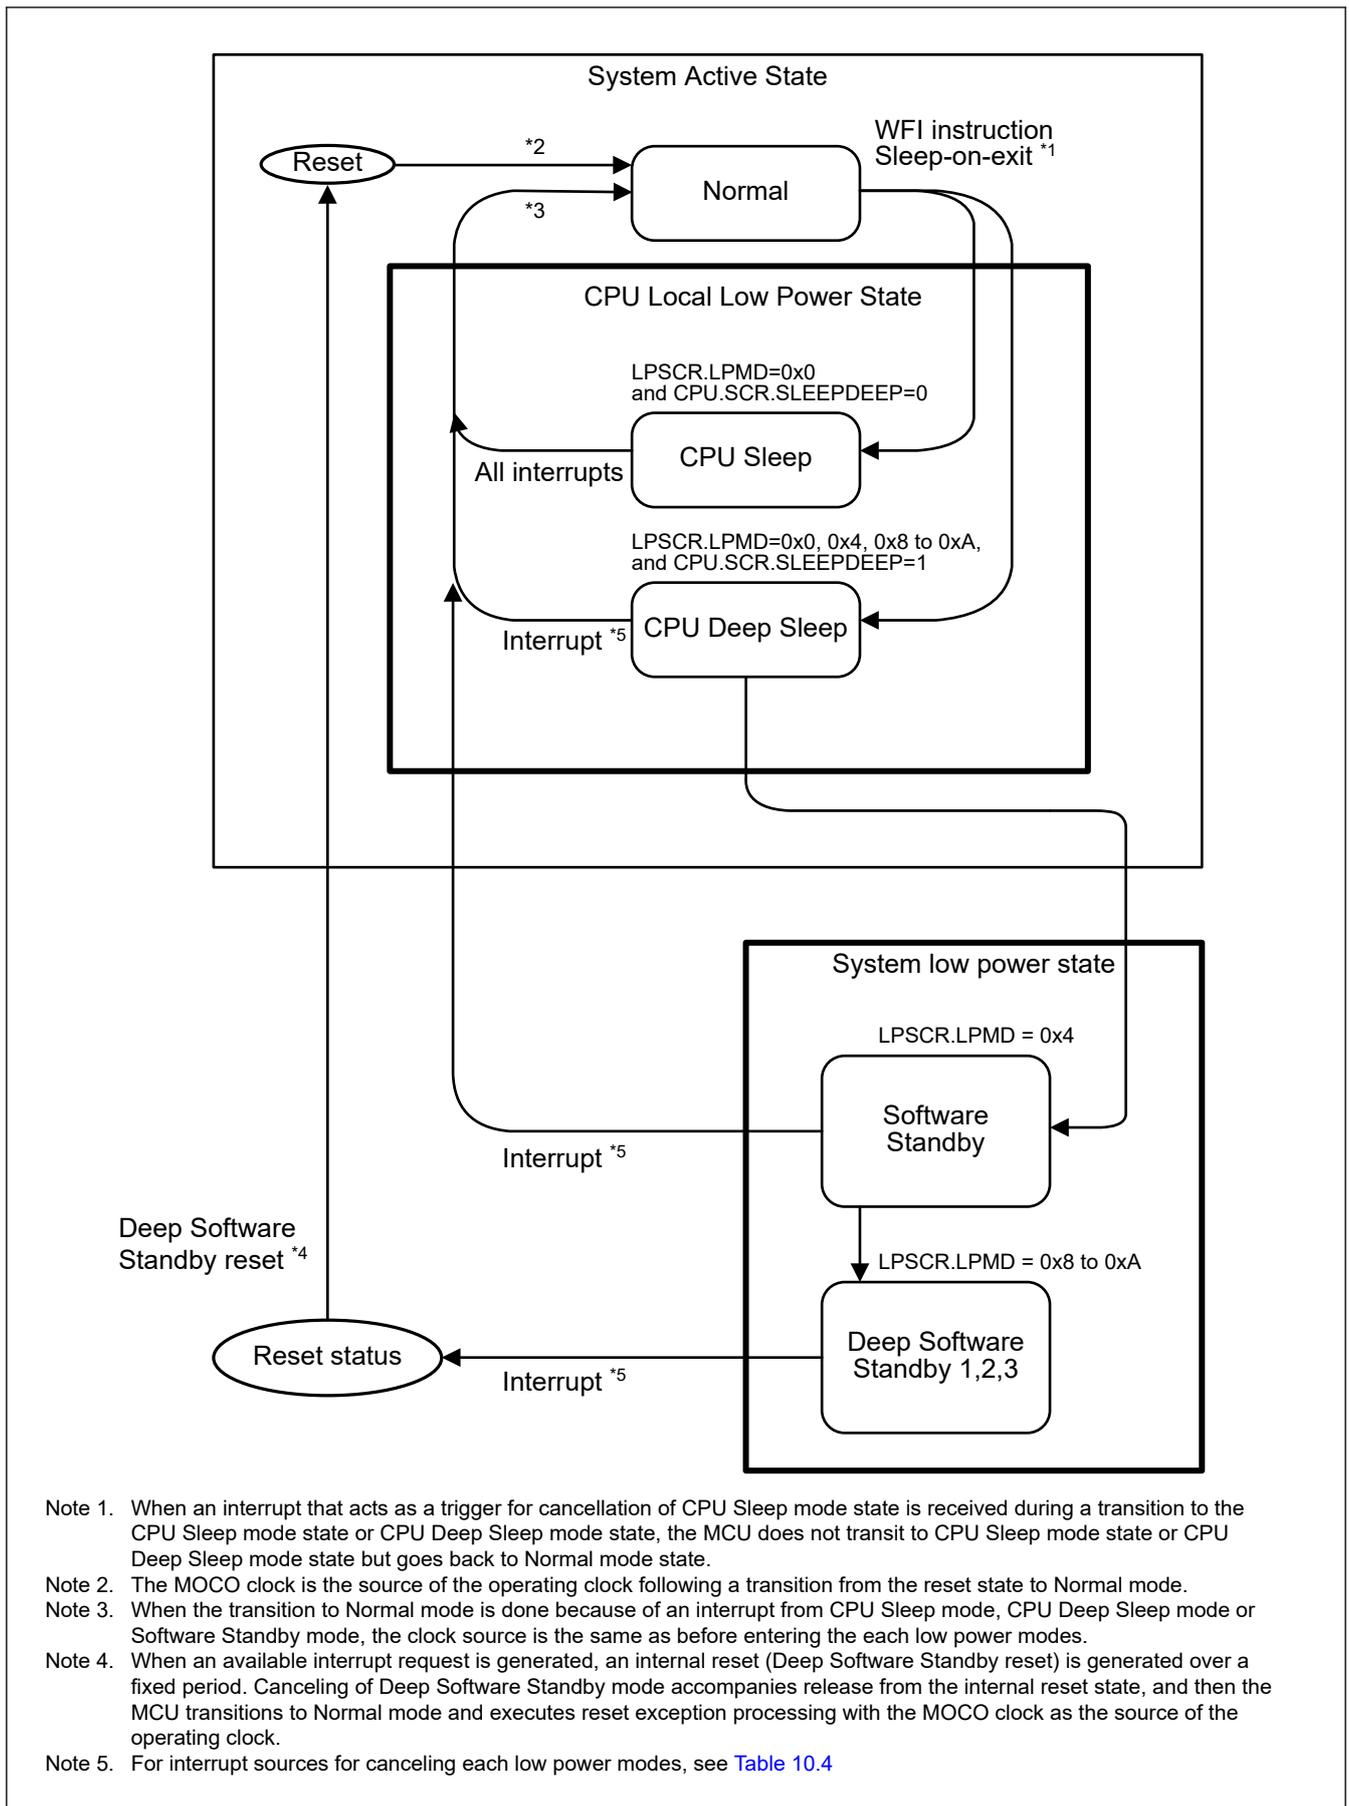 System Active State
WFI instruction
Sleep-on-exit *1
Reset
*2
Normal
*3
CPU Local Low Power State
LPSCR.LPMD=0x0
and CPU.SCR.SLEEPDEEP=0
CPU Sleep
All interrupts
LPSCR.LPMD=0x0, 0x4, 0x8 to 0xA,
and CPU.SCR.SLEEPDEEP=1
CPU Deep Sleep
Interrupt *5
System low power state
LPSCR.LPMD = 0x4
Software
Standby
Interrupt *5
Deep Software
Standby reset *4
LPSCR.LPMD = 0x8 to 0xA
Deep Software
Standby 1,2,3
Reset status
Interrupt *5
Note 1. When an interrupt that acts as a trigger for cancellation of CPU Sleep mode state is received during a transition to the
CPU Sleep mode state or CPU Deep Sleep mode state, the MCU does not transit to CPU Sleep mode state or CPU
Deep Sleep mode state but goes back to Normal mode state.
Note 2. The MOCO clock is the source of the operating clock following a transition from the reset state to Normal mode.
Note 3. When the transition to Normal mode is done because of an interrupt from CPU Sleep mode, CPU Deep Sleep mode or
Software Standby mode, the clock source is the same as before entering the each low power modes.
Note 4. When an available interrupt request is generated, an internal reset (Deep Software Standby reset) is generated over a
fixed period. Canceling of Deep Software Standby mode accompanies release from the internal reset state, and then the
MCU transitions to Normal mode and executes reset exception processing with the MOCO clock as the source of the
operating clock.
Note 5. For interrupt sources for canceling each low power modes, see Table 10.4